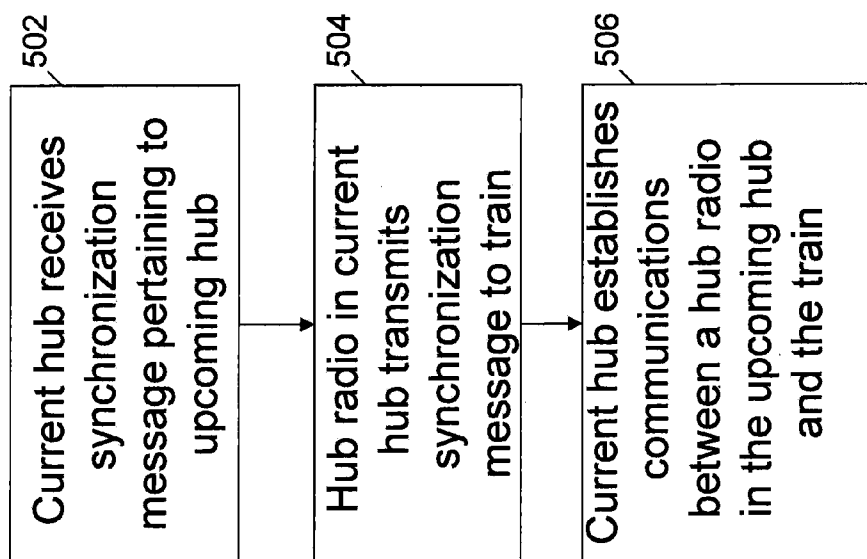 502
Current hub receives
synchronization
message pertaining to
upcoming hub
504
Hub radio in current
hub transmits
synchronization
message to train
506
Current hub establishes
communications
between a hub radio
in the upcoming hub
and the train